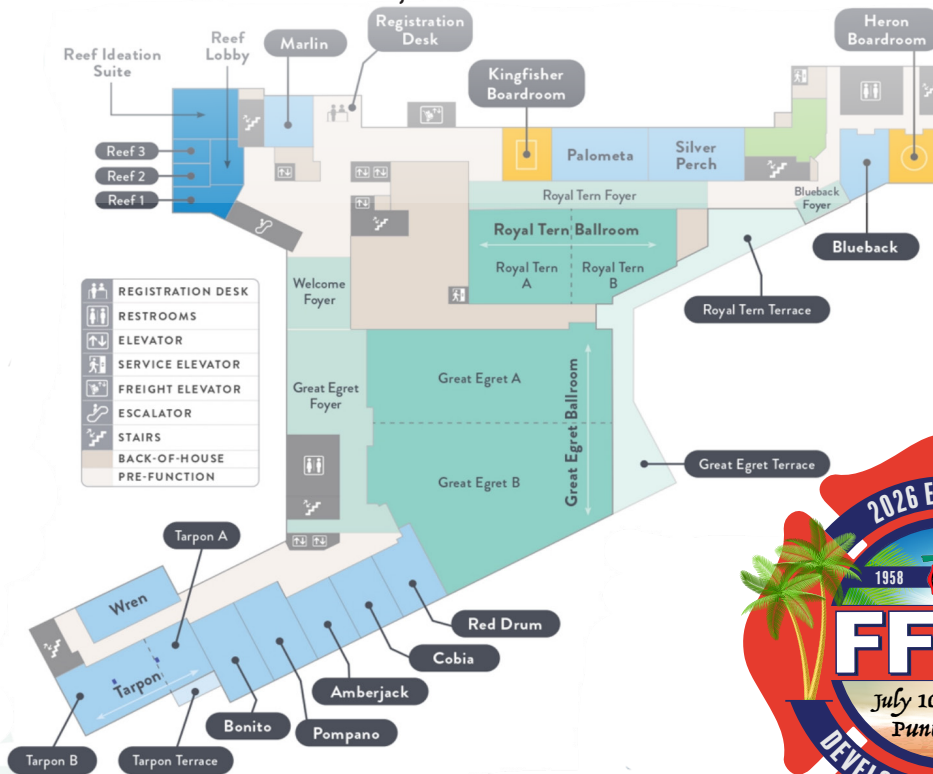 Registration
Desk
Heron
Boardroom
Reef
Lobby
Marlin
Reef Ideation
Suite
Kingfisher
Boardroom
Reef 3
Reef 2
Reef 1
Palometa
Silver
Perch
Royal Tern Foyer
Blueback
Foyer
Royal Tern Ballroom
Blueback
Royal Tern
A
Royal Tern
B
Welcome
Foyer
Royal Tern Terrace
REGISTRATION DESK
RESTROOMS
ELEVATOR
SERVICE ELEVATOR
FREIGHT ELEVATOR
ESCALATOR
STAIRS
BACK-OF-HOUSE
PRE-FUNCTION
Great Egret
Foyer
Great Egret A
Great Egret Ballroom
Great Egret B
Great Egret Terrace
Tarpon A
Wren
Red Drum
Cobia
Amberjack
Tarpon
Bonito
Pompano
Tarpon B
Tarpon Terrace
2026 E
1958
FF
July 10
Pun
DEVEL